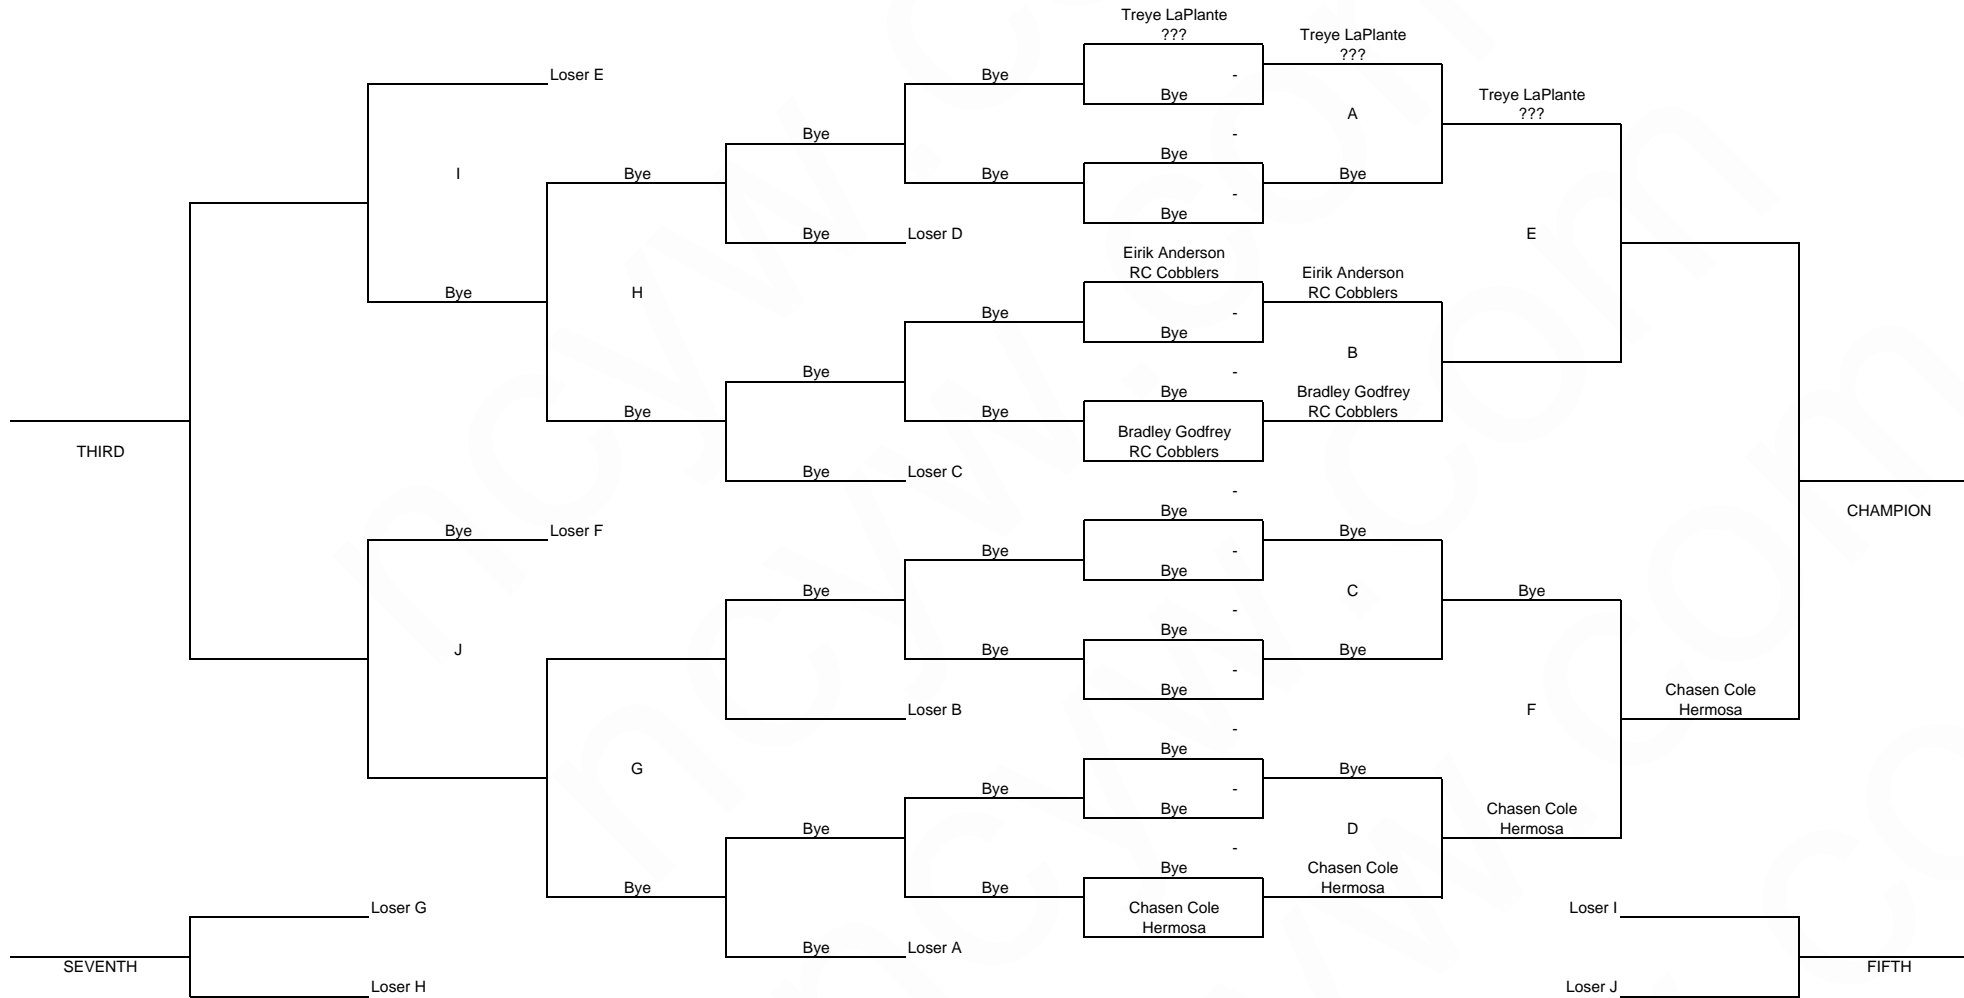 Treye LaPlante
???
Treye LaPlante
???
Loser E
Bye
-
Bye
Treye LaPlante
???
A
Bye
-
Bye
I
Bye
Bye
Bye
-
Bye
Bye
Loser D
E
Eirik Anderson
RC Cobblers
Eirik Anderson
RC Cobblers
Bye
H
Bye
-
Bye
B
Bye
-
Bye
Bradley Godfrey
RC Cobblers
Bye
Bye
Bradley Godfrey
RC Cobblers
THIRD
Bye
Loser C
-
Bye
CHAMPION
Bye
Loser F
Bye
Bye
-
Bye
C
Bye
Bye
-
Bye
J
Bye
Bye
-
Bye
Loser B
Chasen Cole
Hermosa
F
-
Bye
G
Bye
Bye
-
Bye
Chasen Cole
Hermosa
Bye
D
-
Bye
Chasen Cole
Hermosa
Bye
Bye
Loser G
Chasen Cole
Hermosa
Loser I
Bye
Loser A
SEVENTH
FIFTH
Loser H
Loser J